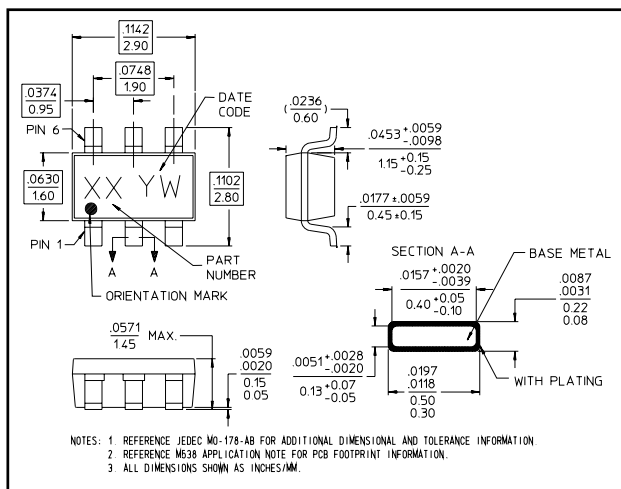 .1142
2.90
.0748
1.90
.0374
0.95
DATE
CODE
PIN 6
.0630
1.60
XX YW
.1102
2.80
PIN 1
A A
PART
NUMBER
ORIENTATION MARK
(.0236
0.60)
.0453 +.0059
-.0098
1.15 +0.15
-0.25
.0177 ±.0059
0.45 ±0.15
SECTION A-A
BASE METAL
.0157 +.0020
-.0039
0.40 +0.05
-0.10
.0087
.0031
0.22
0.08
.0051 +.0028
-.0020
0.13 +0.07
-0.05
.0197
.0118
0.50
0.30
WITH PLATING
.0571
1.45 MAX.
.0059
.0020
0.15
0.05
NOTES: 1. REFERENCE JEDEC MO-178-AB FOR ADDITIONAL DIMENSIONAL AND TOLERANCE INFORMATION.
2. REFERENCE M538 APPLICATION NOTE FOR PCB FOOTPRINT INFORMATION.
3. ALL DIMENSIONS SHOWN AS INCHES/MM.